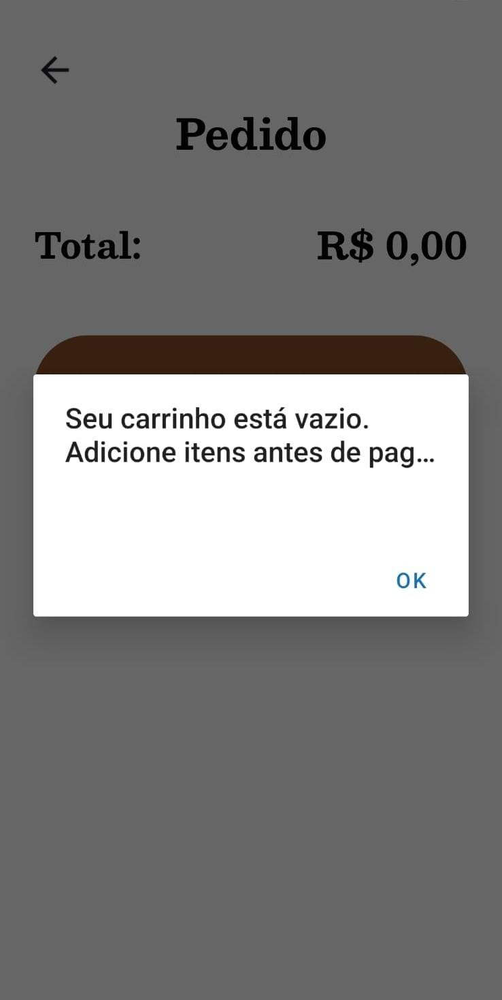 Pedido
Total: R$ 0,00
Seu carrinho está vazio.
Adicione itens antes de pag...
OK